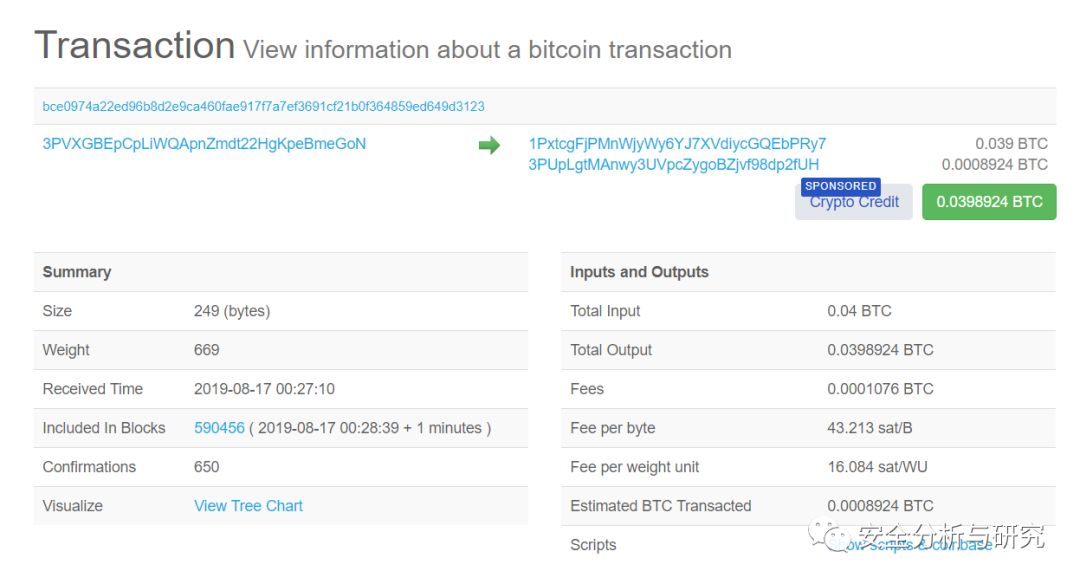 Transaction View information about a bitcoin transaction
bce0974a22ed96b8d2e9ca460fae917f7a7ef3691cf21b0f364859ed649d3123
3PVXGBEpCpLiWQApnZmdt22HgKpeBmeGoN 1PxtcgFjPMnWjyWy6YJ7XVdiycGQEbPRy7 0.039 BTC
3PUpLgtMAnwy3UVpcZygoBZjvf98dp2fUH 0.0008924 BTC
SPONSORED
Crypto Credit 0.0398924 BTC
Summary Inputs and Outputs
Size 249 (bytes) Total Input 0.04 BTC
Weight 669 Total Output 0.0398924 BTC
Received Time 2019-08-17 00:27:10 Fees 0.0001076 BTC
Included In Blocks 590456 ( 2019-08-17 00:28:39 + 1 minutes ) Fee per byte 43.213 sat/B
Confirmations 650 Fee per weight unit 16.084 sat/WU
Visualize View Tree Chart Estimated BTC Transacted 0.0008924 BTC
Scripts Show scripts & coinbase
安全分析与研究